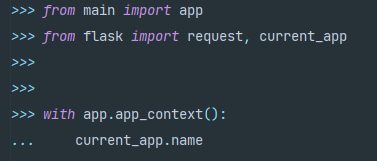 >>> from main import app
>>> from flask import request, current_app
>>>
>>>
>>> with app.app_context():
...     current_app.name